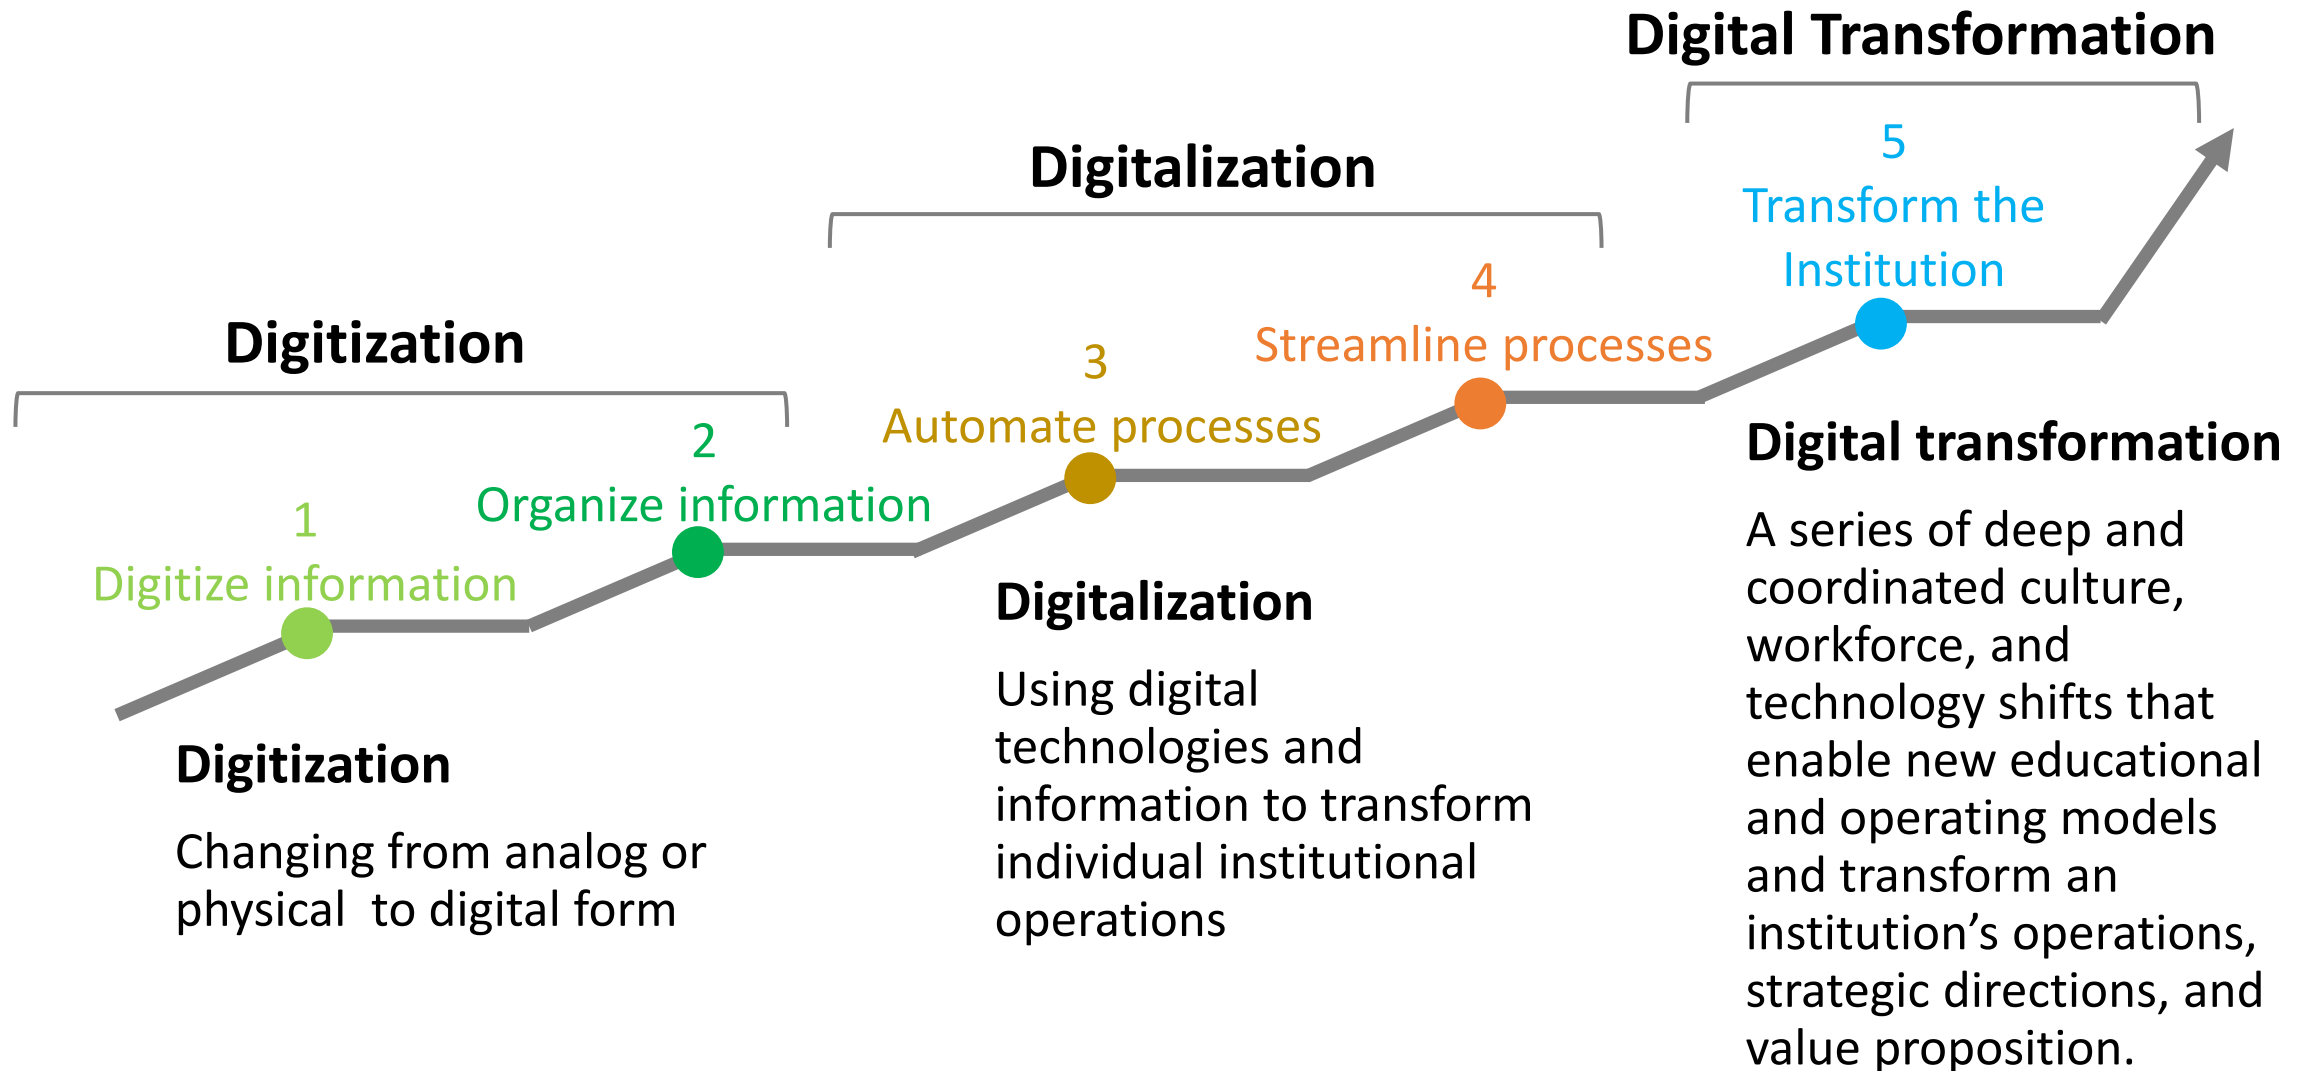 Digital Transformation
5
Transform the
Institution
Digitalization
4
Streamline processes
3
Automate processes
Digitization
2
Organize information
1
Digitize information
Digitization
Changing from analog or
physical  to digital form
Digitalization
Using digital
technologies and
information to transform
individual institutional
operations
Digital transformation
A series of deep and
coordinated culture,
workforce, and
technology shifts that
enable new educational
and operating models
and transform an
institution’s operations,
strategic directions, and
value proposition.